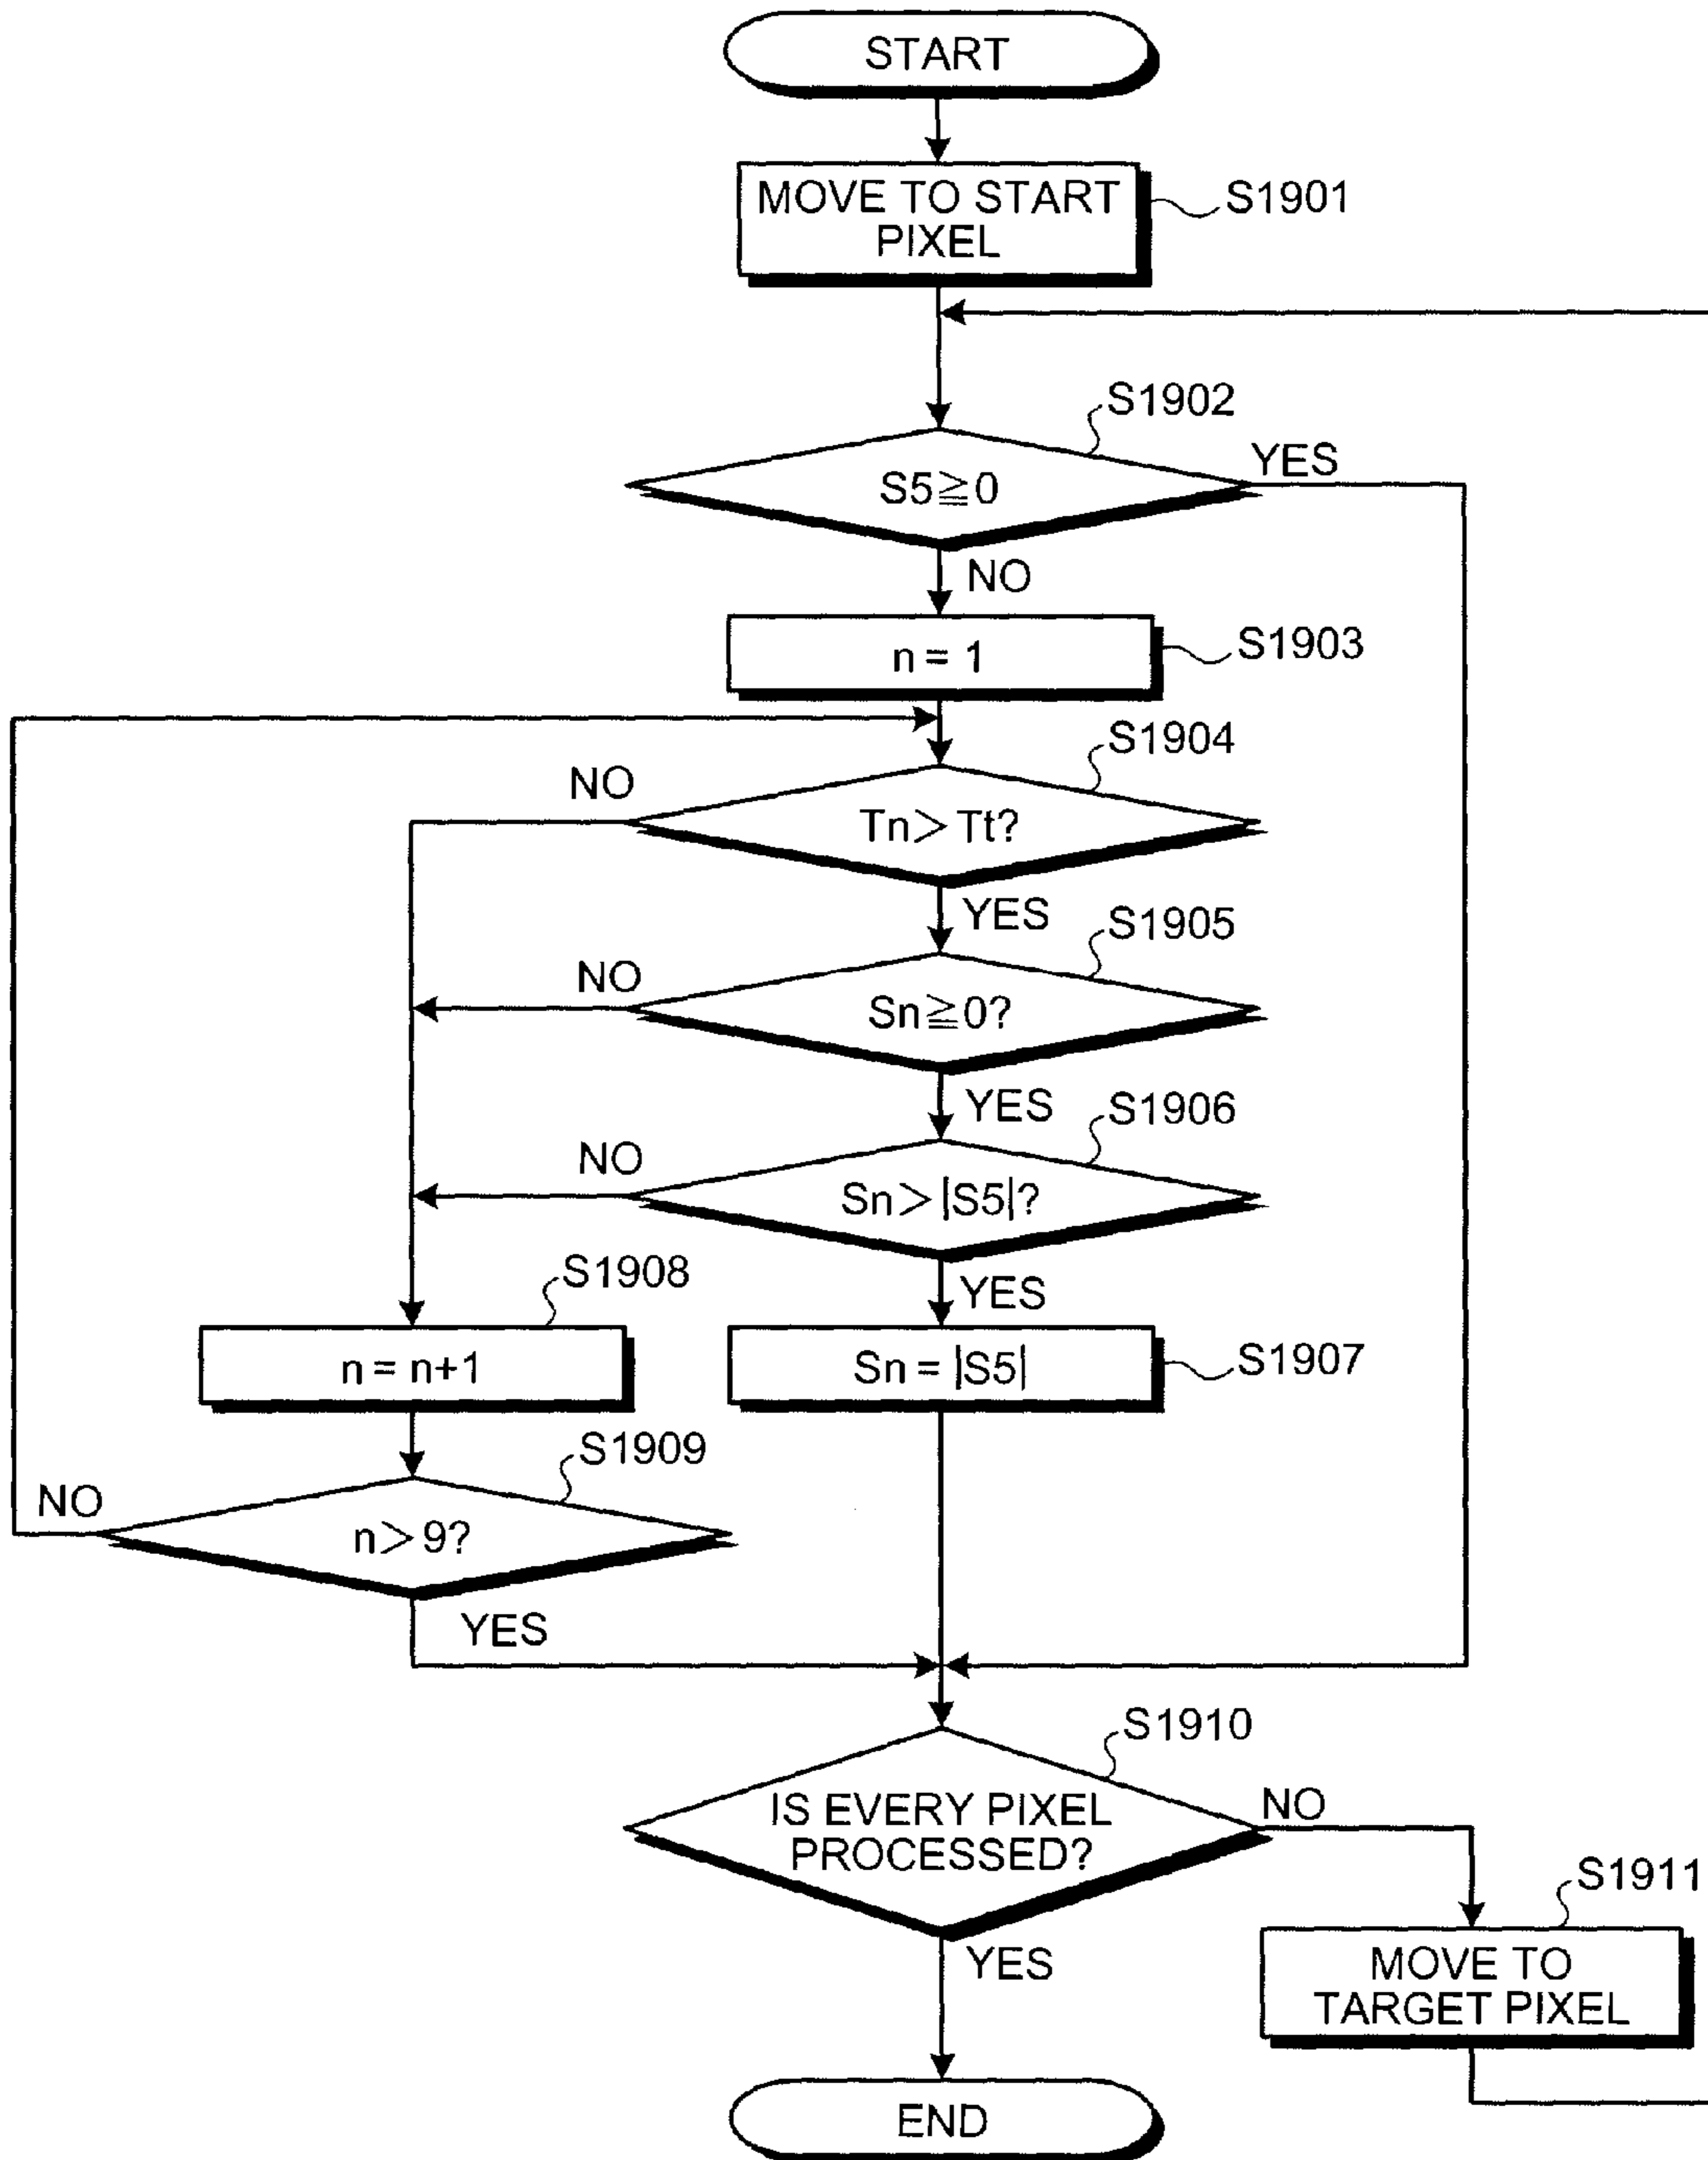 START
MOVE TO START
PIXEL
S1901
S1902
S5≧0
YES
NO
n = 1
S1903
S1904
NO
Tn > Tt?
YES
S1905
NO
Sn≧0?
YES
S1906
NO
Sn > |S5|?
YES
S1908
n = n+1
Sn = |S5|
S1907
S1909
NO
n > 9?
YES
S1910
IS EVERY PIXEL
PROCESSED?
NO
S1911
YES
MOVE TO
TARGET PIXEL
END